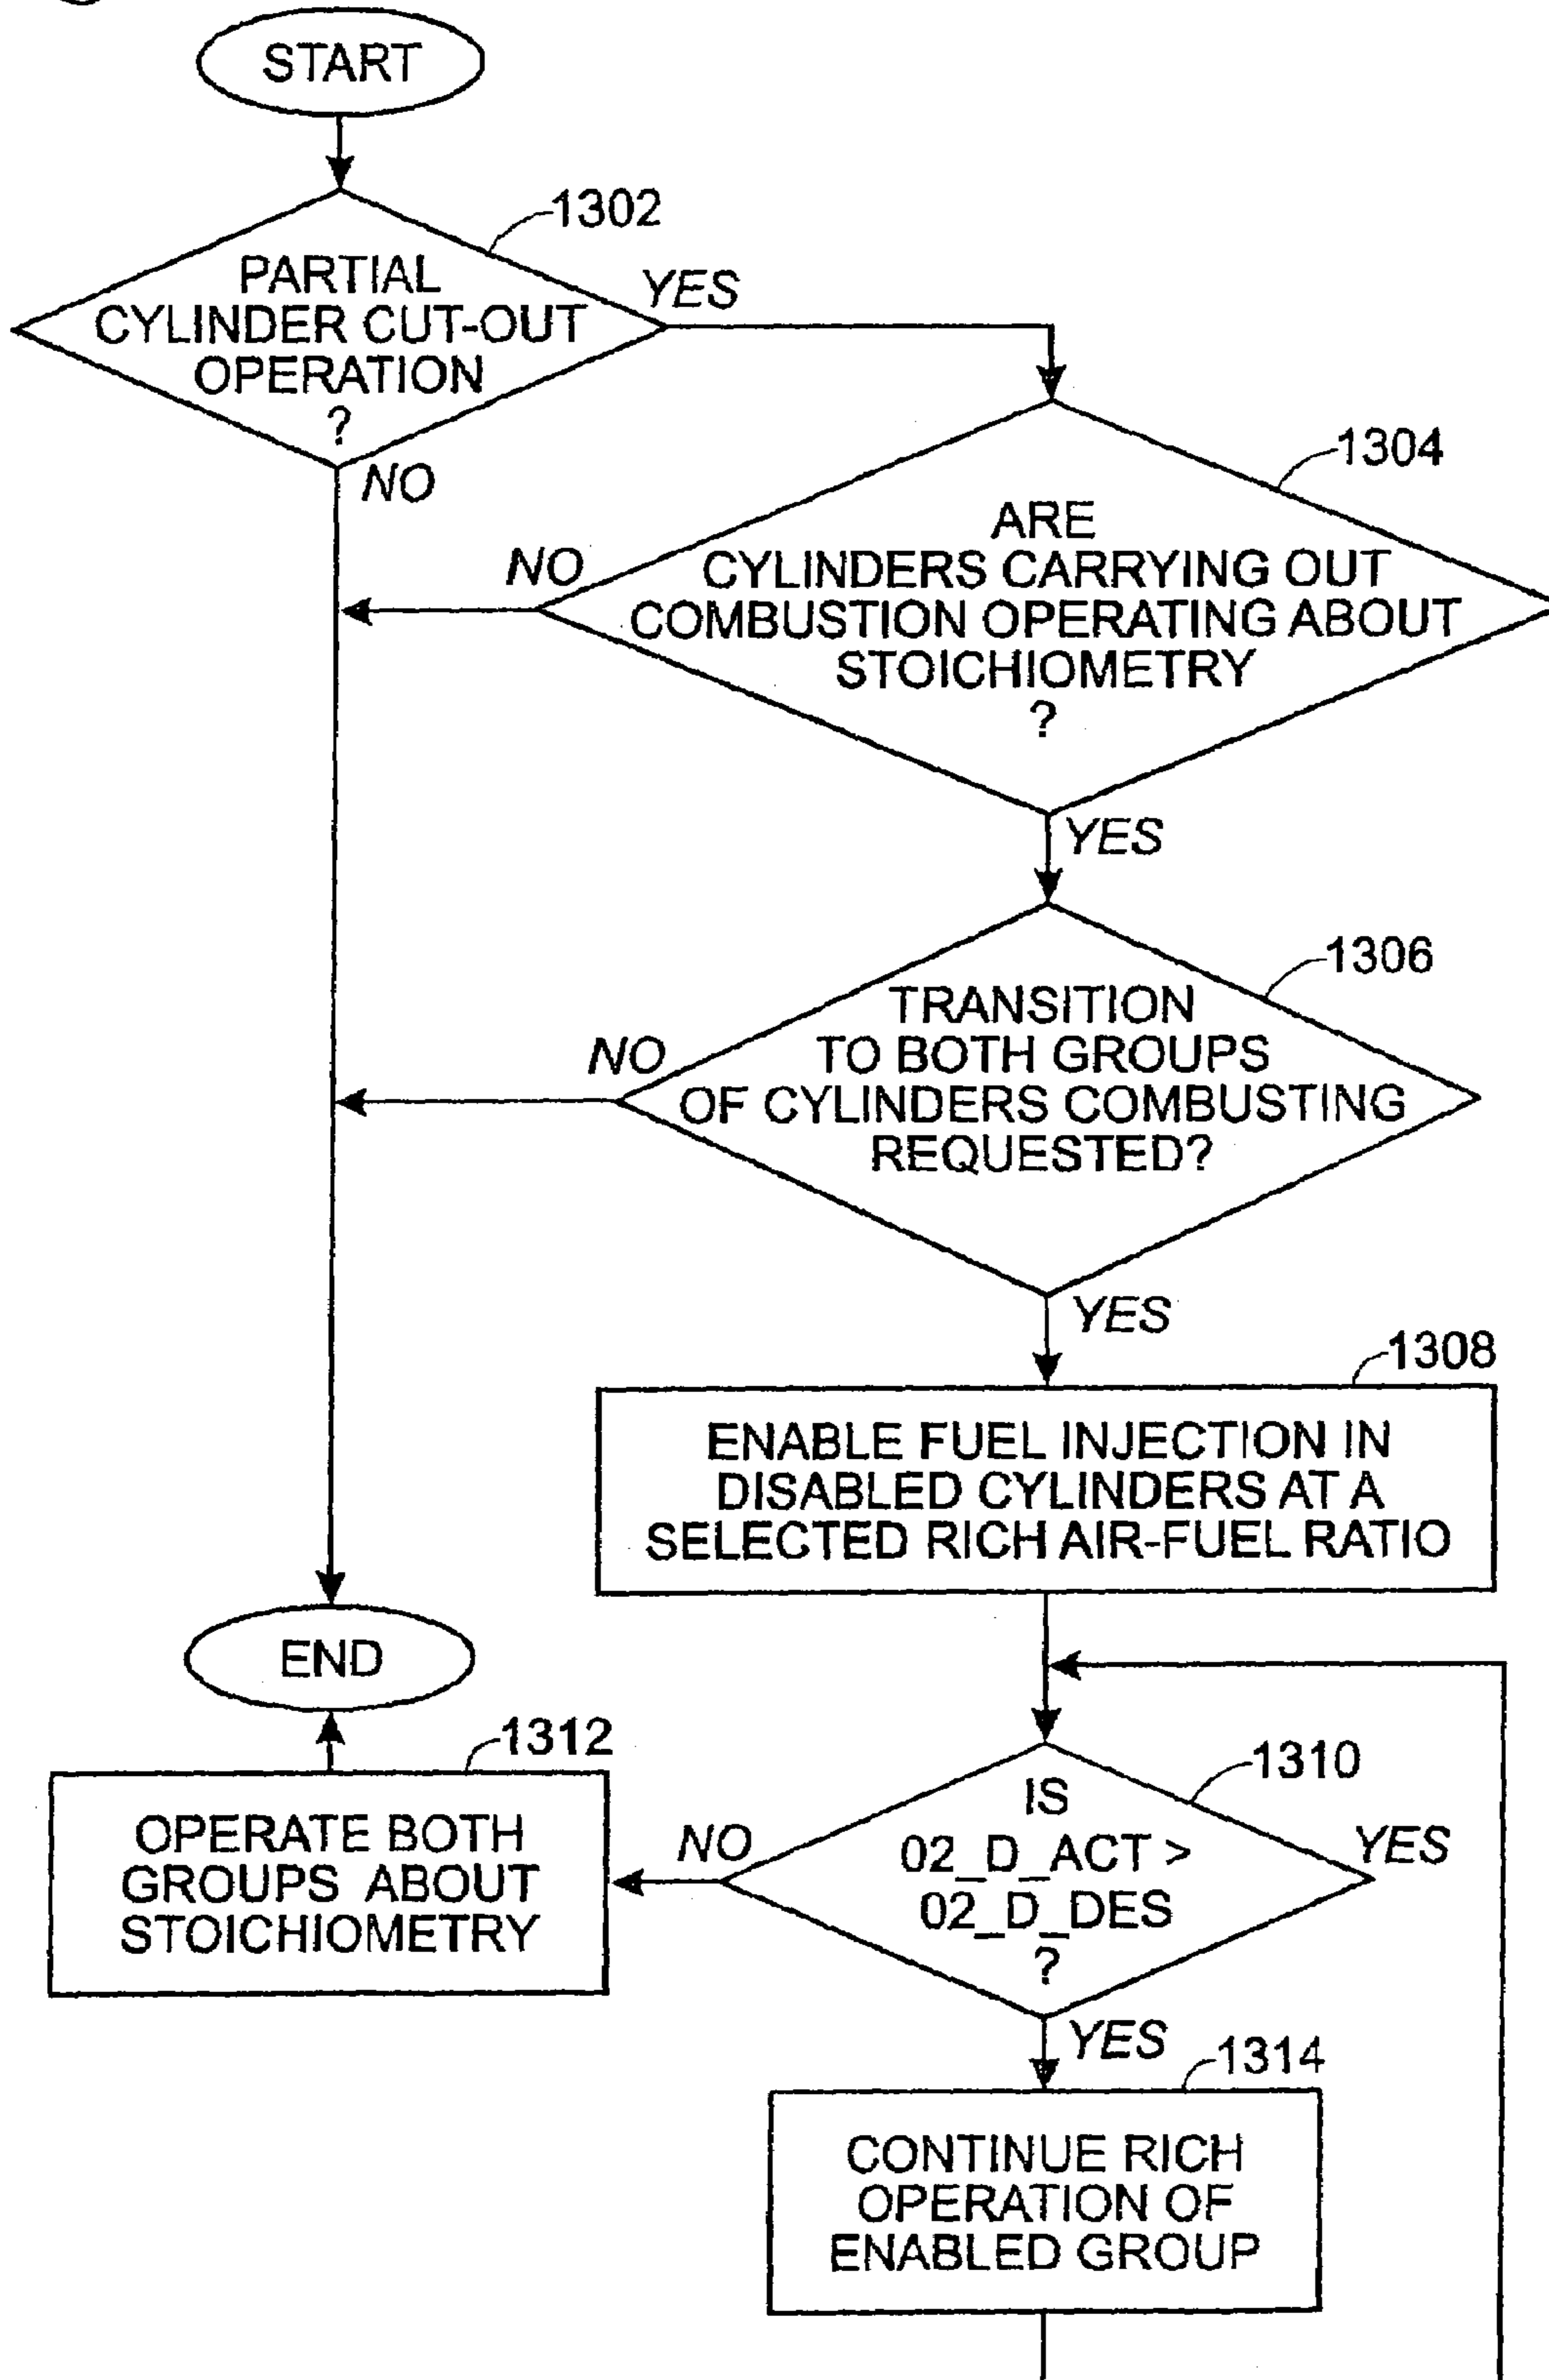 START
1302
PARTIAL
CYLINDER CUT-OUT
OPERATION
?
YES
NO
1304
ARE
CYLINDERS CARRYING OUT
COMBUSTION OPERATING ABOUT
STOICHIOMETRY
?
NO
YES
1306
TRANSITION
TO BOTH GROUPS
OF CYLINDERS COMBUSTING
REQUESTED?
NO
YES
1308
ENABLE FUEL INJECTION IN
DISABLED CYLINDERS AT A
SELECTED RICH AIR-FUEL RATIO
END
1312
OPERATE BOTH
GROUPS ABOUT
STOICHIOMETRY
1310
IS
02_D_ACT >
02_D_DES
?
NO
YES
YES
1314
CONTINUE RICH
OPERATION OF
ENABLED GROUP